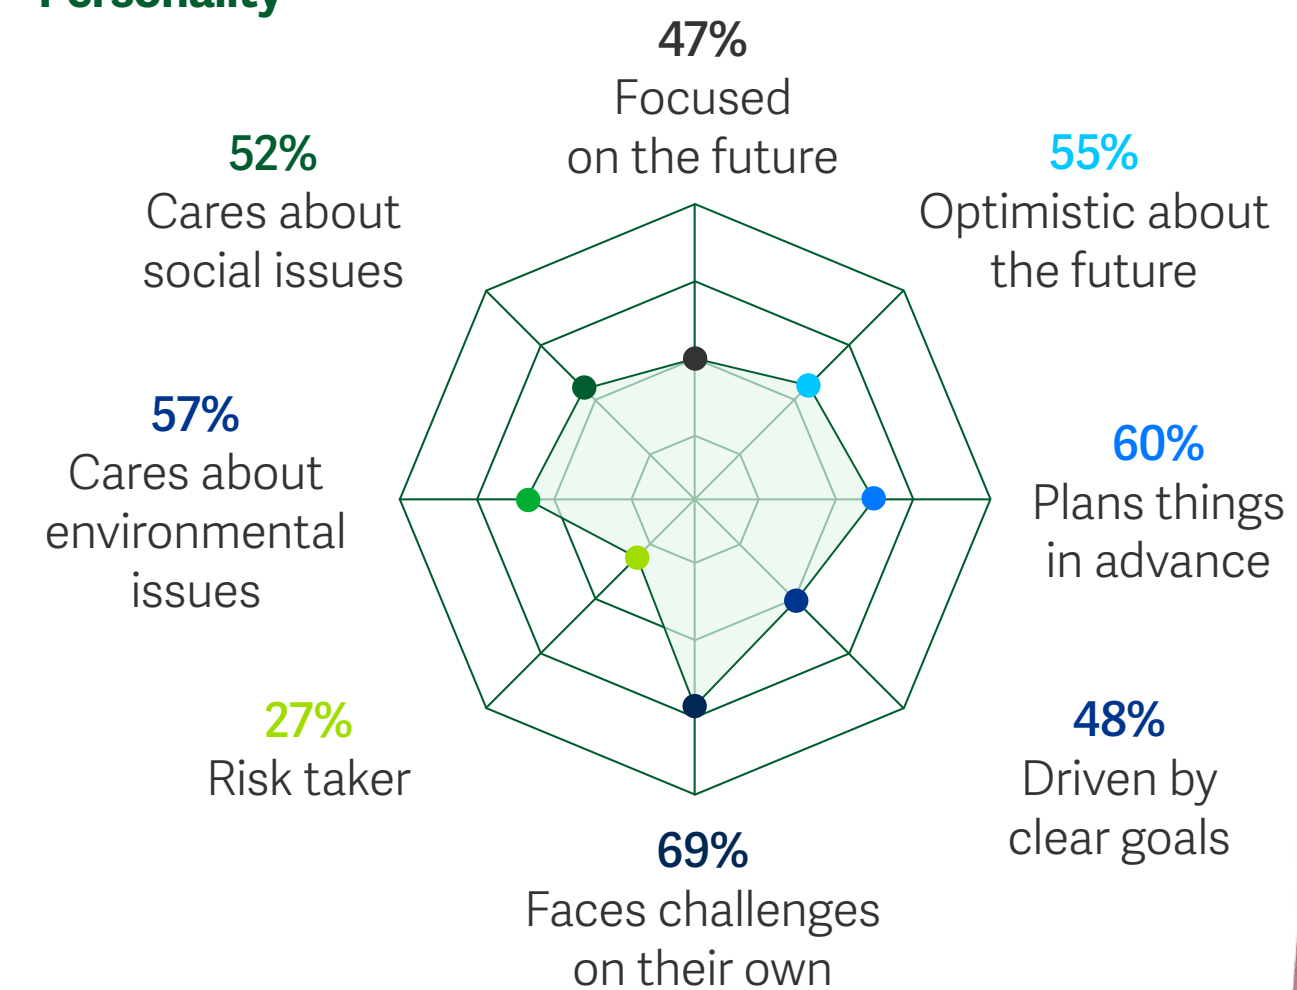 Personality
47%
Focused
on the future
55%
Optimistic about
the future
60%
Plans things
in advance
48%
Driven by
clear goals
69%
Faces challenges
on their own
27%
Risk taker
57%
Cares about
environmental
issues
52%
Cares about
social issues